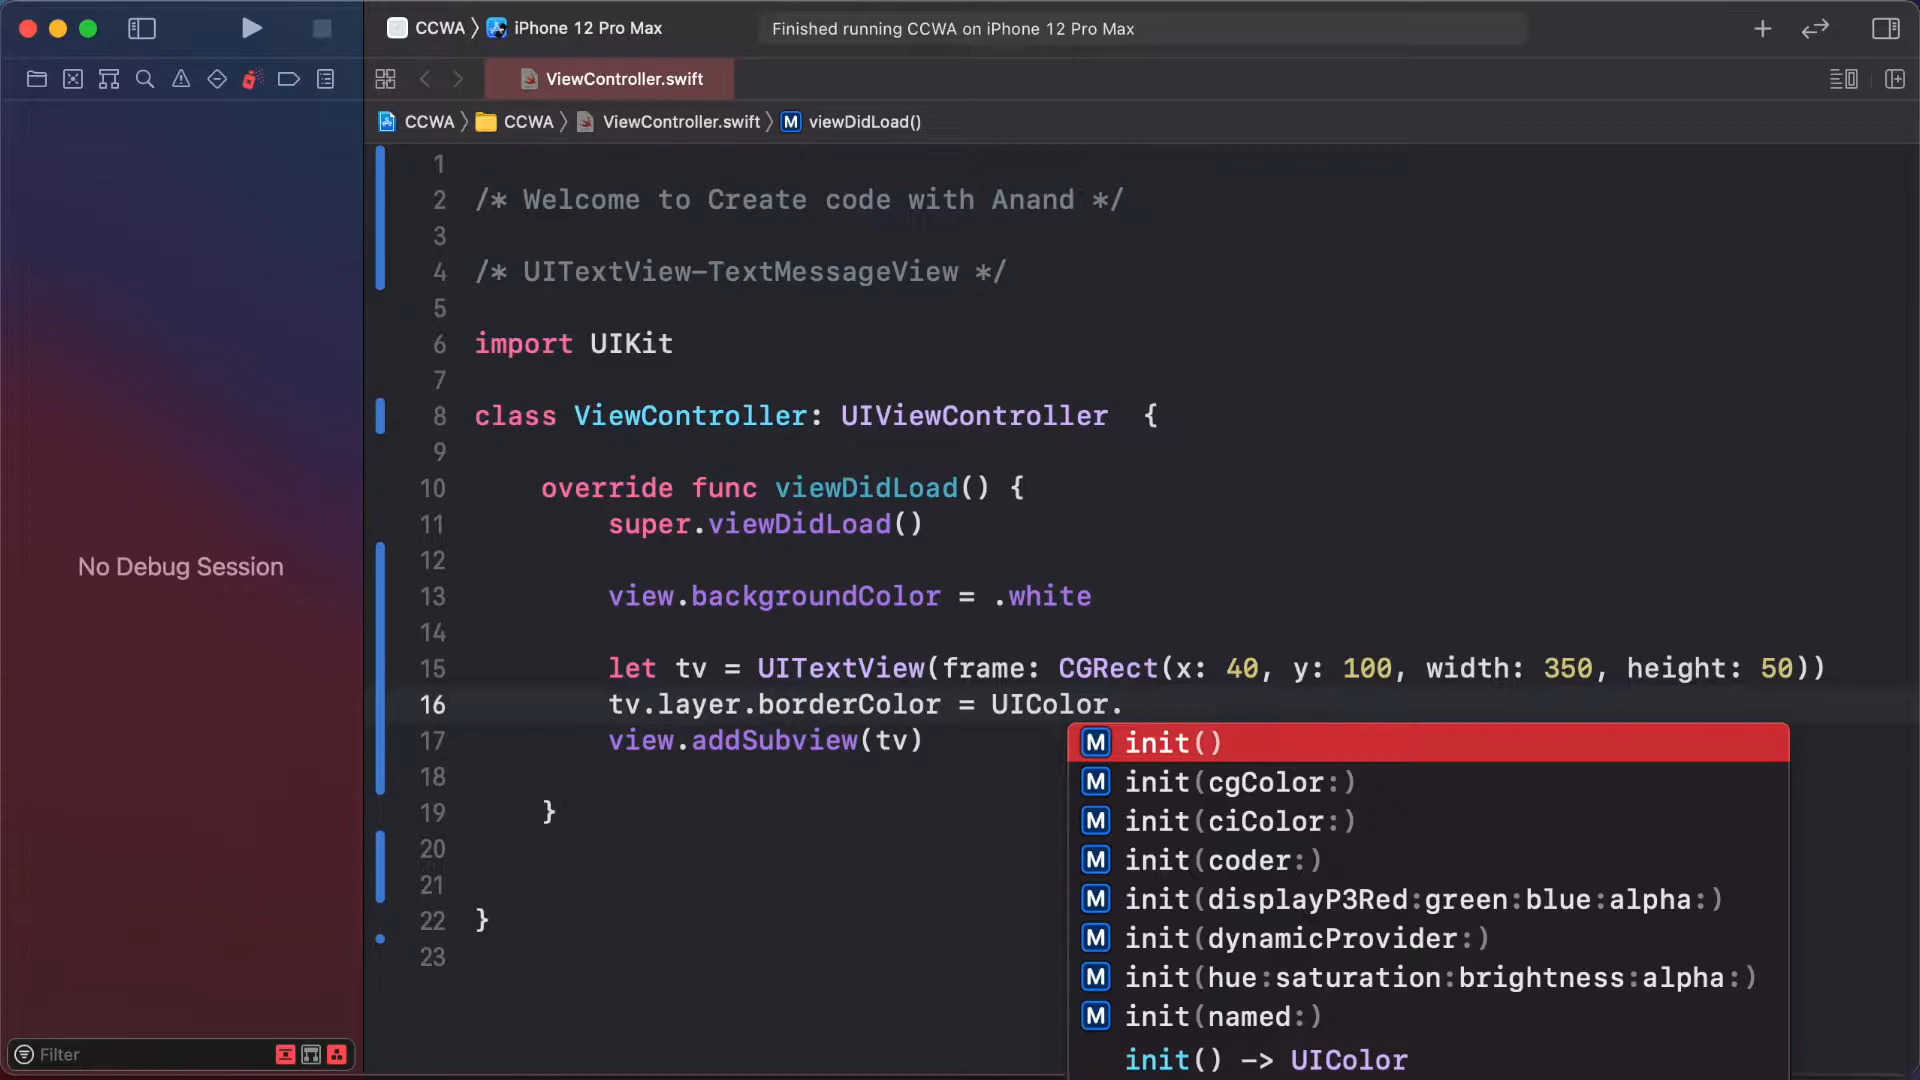 CCWA 〉 iPhone 12 Pro Max
Finished running CCWA on iPhone 12 Pro Max
ViewController.swift
CCWA 〉 CCWA 〉 ViewController.swift 〉 M viewDidLoad()
1
2 /* Welcome to Create code with Anand */
3
4 /* UITextView-TextMessageView */
5
6 import UIKit
7
8 class ViewController: UIViewController  {
9
10     override func viewDidLoad() {
11         super.viewDidLoad()
12
13         view.backgroundColor = .white
14
15         let tv = UITextView(frame: CGRect(x: 40, y: 100, width: 350, height: 50))
16         tv.layer.borderColor = UIColor.
17         view.addSubview(tv)
18
19     }
20
21
22 }
23
M init()
M init(cgColor:)
M init(ciColor:)
M init(coder:)
M init(displayP3Red:green:blue:alpha:)
M init(dynamicProvider:)
M init(hue:saturation:brightness:alpha:)
M init(named:)
init() -> UIColor
No Debug Session
Filter